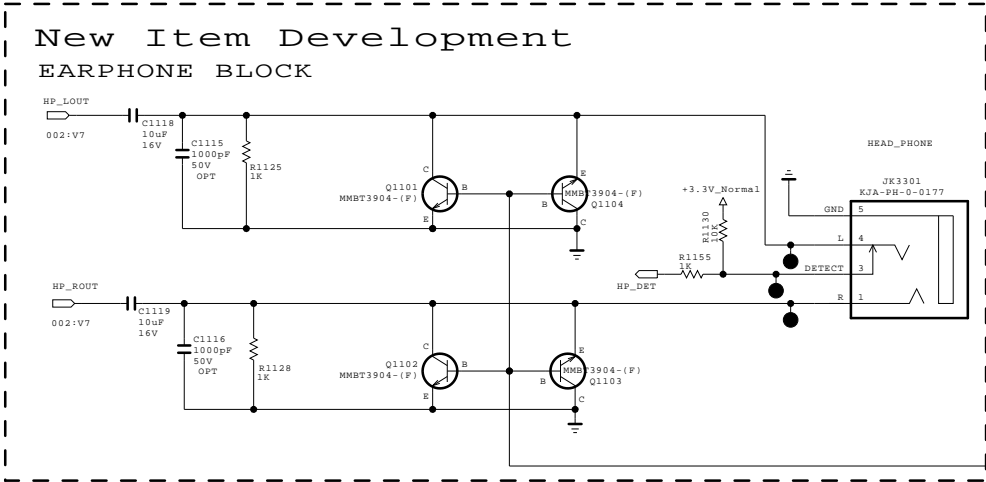 New Item Development
EARPHONE BLOCK
HP_LOUT
002:V7
C1118
10uF
16V
C1115
1000pF
50V
OPT
R1125
1K
C
Q1101
MMBT3904-(F)
B
E
E
MMBT3904-(F)
B
Q1104
C
HEAD_PHONE
JK3301
KJA-PH-0-0177
+3.3V_Normal
R1130
10K
GND
5
L
4
R1155
1K
DETECT
3
HP_DET
R
1
HP_ROUT
002:V7
C1119
10uF
16V
C1116
1000pF
50V
OPT
R1128
1K
C
Q1102
MMBT3904-(F)
B
E
E
MMBT3904-(F)
B
Q1103
C